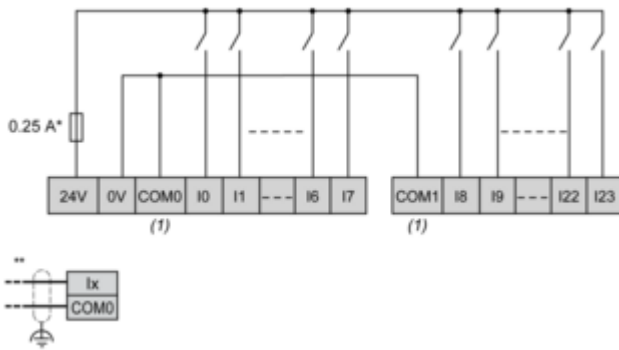 0.25 A*
24V 0V COM0 I0 I1 I6 I7 COM1 I8 I9 I22 I23
(1) (1)
**
Ix
COM0